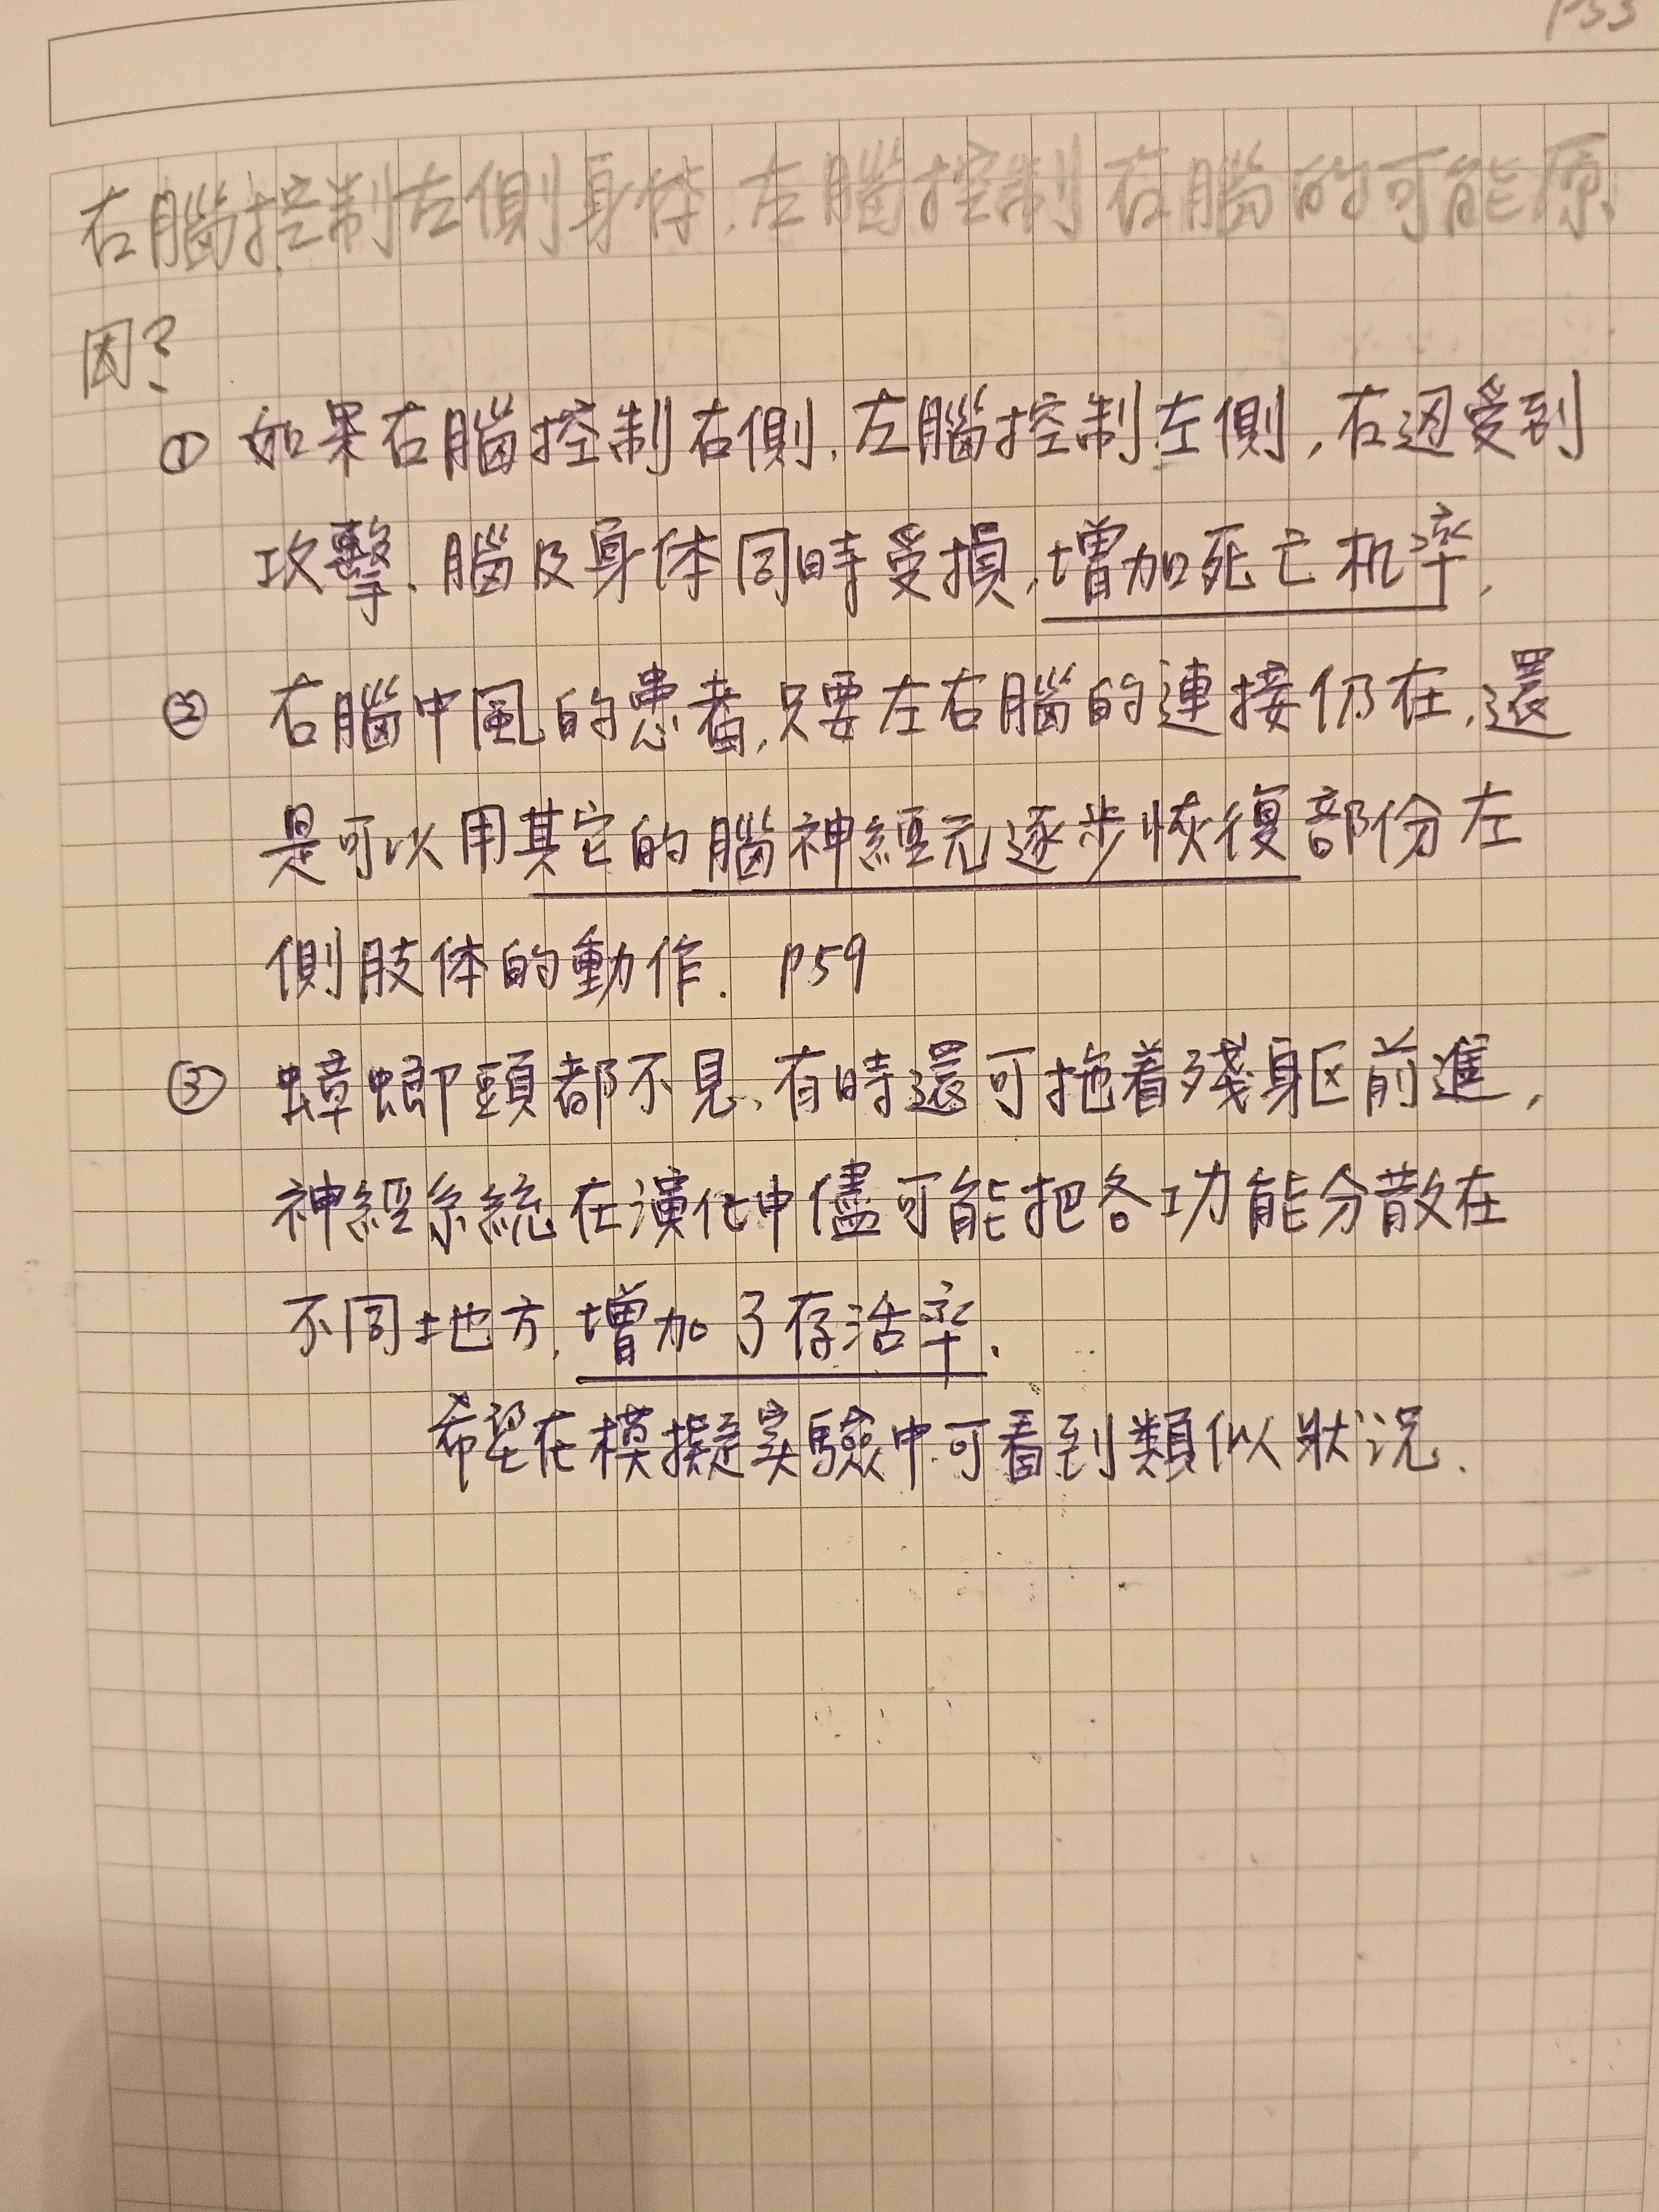 P55
右腦控制左側身体.左腦控制右腦的可能原
因?
① 如果右腦控制右側.左腦控制左側,右边受到
攻擊.腦及身体同時受損,增加死亡机率,
② 右腦中風的患者,只要左右腦的連接仍在,還
是可以用其它的腦神經元逐步恢復部份左
側肢体的動作. P59
③ 蟑螂頭都不見,有時還可拖着殘身区前進,
神經系統在演化中儘可能把各功能分散在
不同地方,增加了存活率.
希望在模擬實驗中可看到類似狀況.